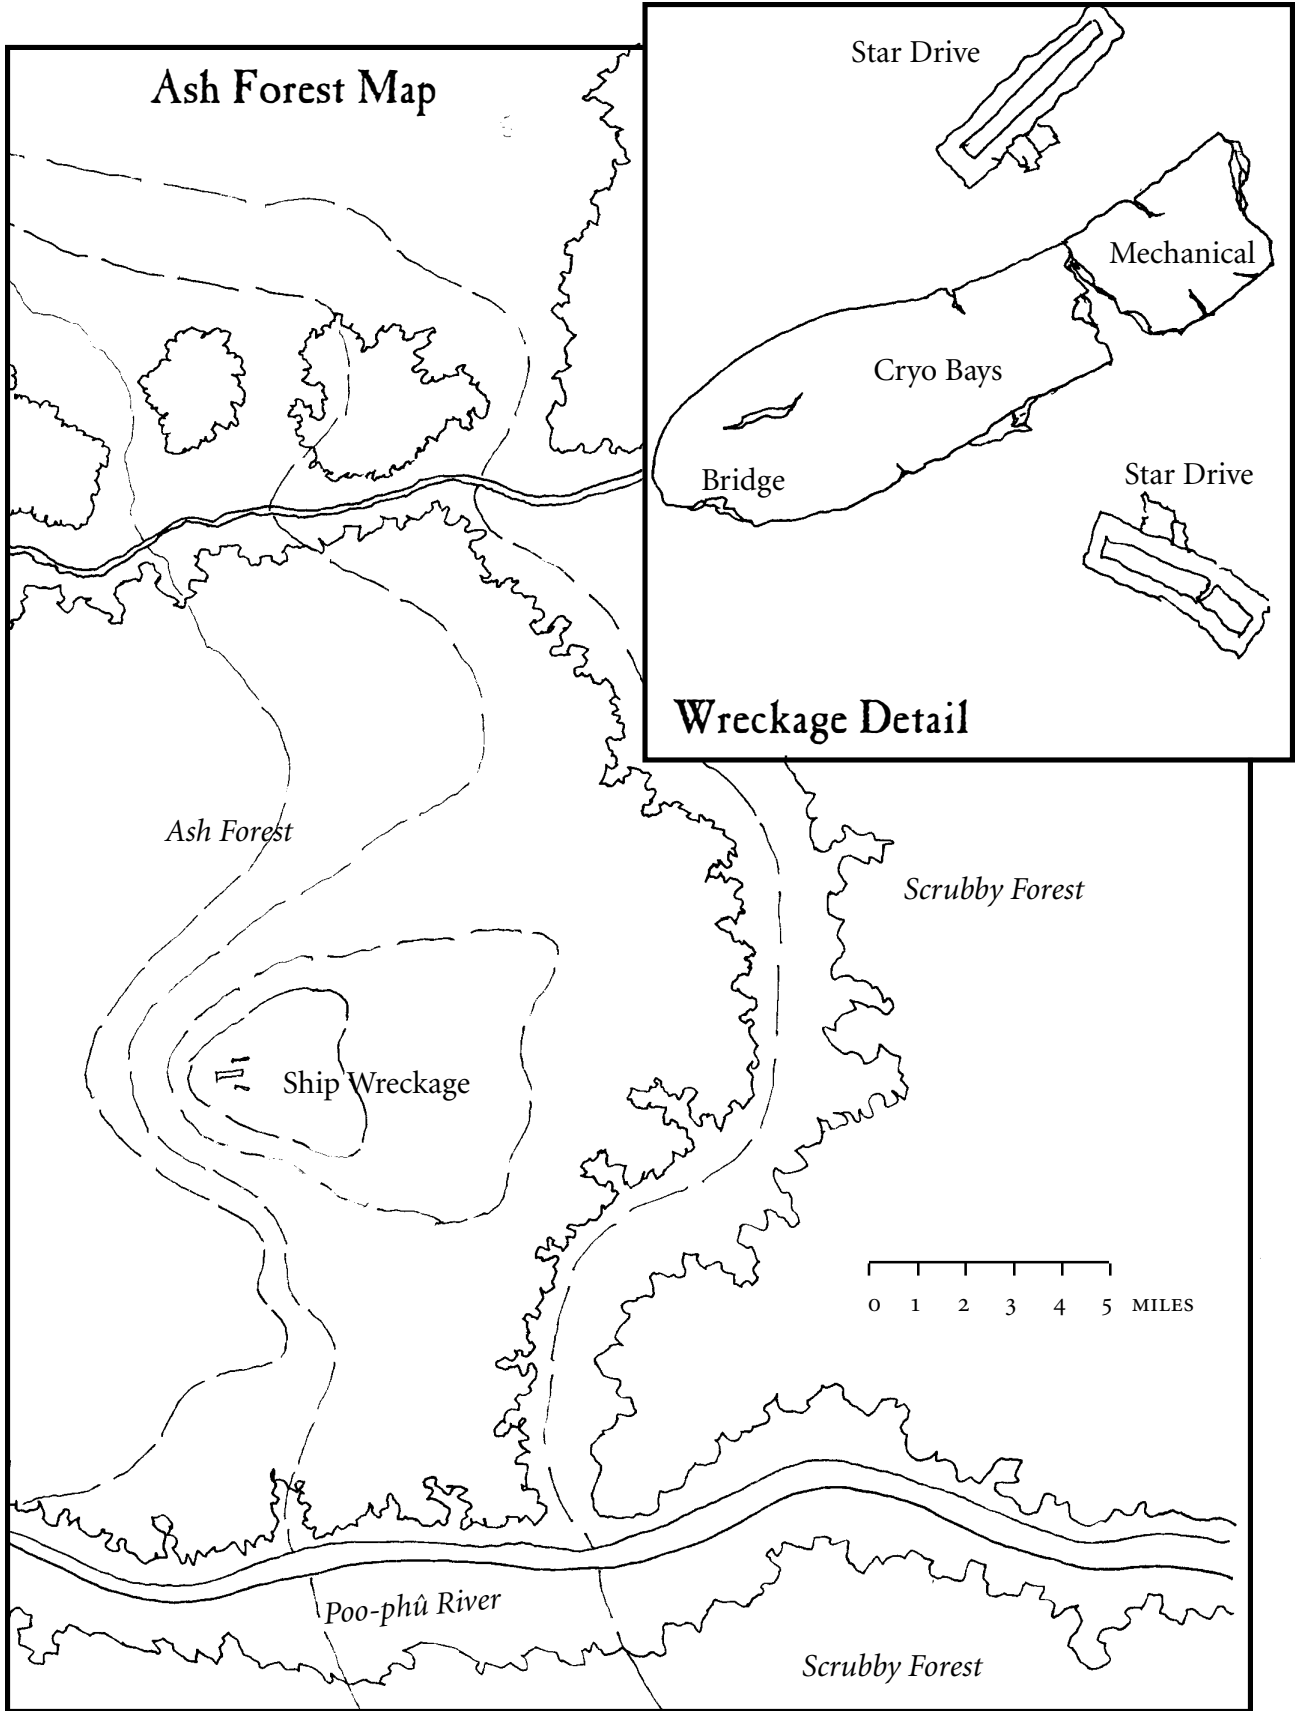 Ash Forest Map
Star Drive
Mechanical
Cryo Bays
Bridge
Star Drive
Wreckage Detail
Ash Forest
Scrubby Forest
Ship Wreckage
0 1 2 3 4 5 MILES
Poo-phû River
Scrubby Forest